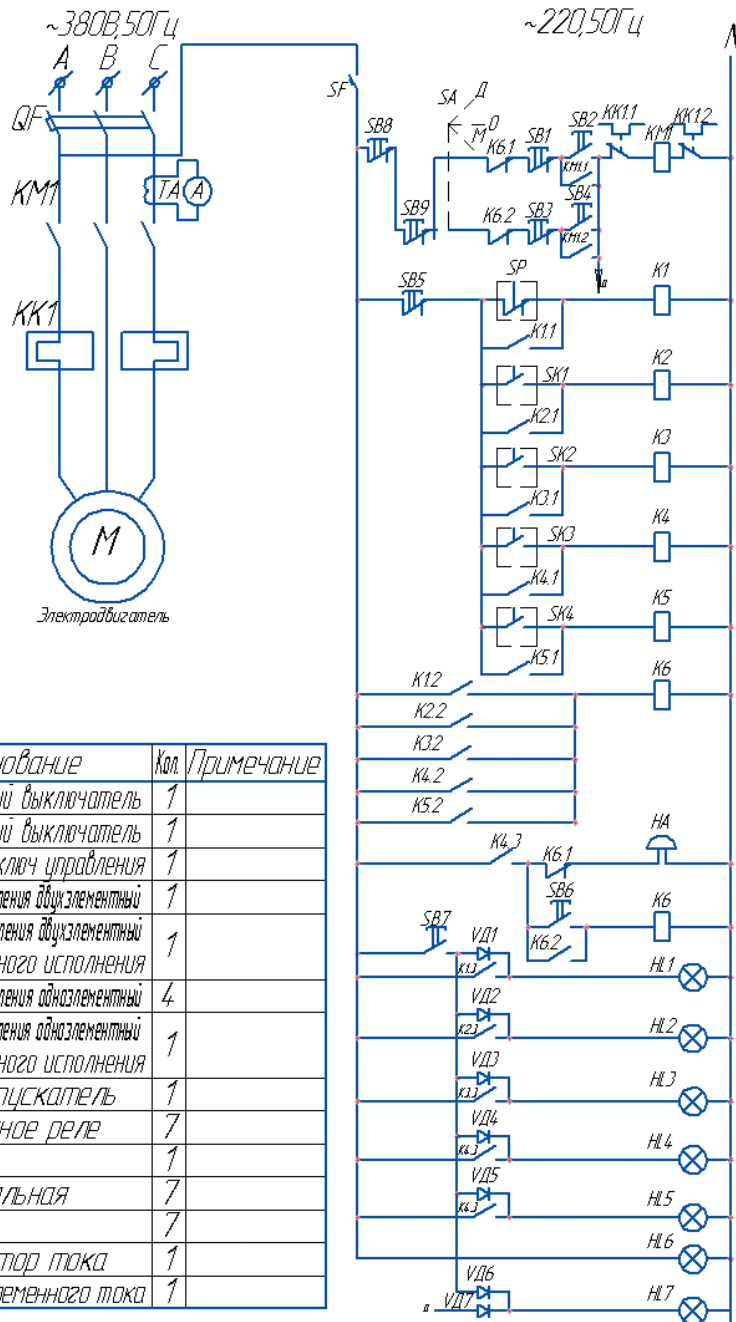 ~380В,50Гц
~220,50Гц
N
A B C
QF
KM1
TA A
KK1
M
Электродвигатель
SF
SB8
SB9
SA Д
О
М
K6.1 SB1 SB2 KK1.1 KM1 KK1.2
KM1.1
K6.2 SB3 SB4
KM1.2
а
SB5 SP K1
K1.1
SK1 K2
K2.1
SK2 K3
K3.1
SK3 K4
K4.1
SK4 K5
K5.1
K1.2 K6
K2.2
K3.2
K4.2
K5.2
K4.3 K6.1 HA
SB6 K6
K6.2
SB7 VД1 HL1
K1.3
VД2 HL2
K2.3
VД3 HL3
K3.3
VД4 HL4
K4.3
VД5 HL5
K4.3
HL6
VД6 HL7
а VД7
нование Кол. Примечание
ый выключатель 1
ый выключатель 1
ключ управления 1
ления двухэлементный 1
ления двухэлементный
ного исполнения 1
ления одноэлементный 4
ления одноэлементный
ного исполнения 1
пускатель 1
ное реле 7
1
альная 7
7
тор тока 1
ременного тока 1